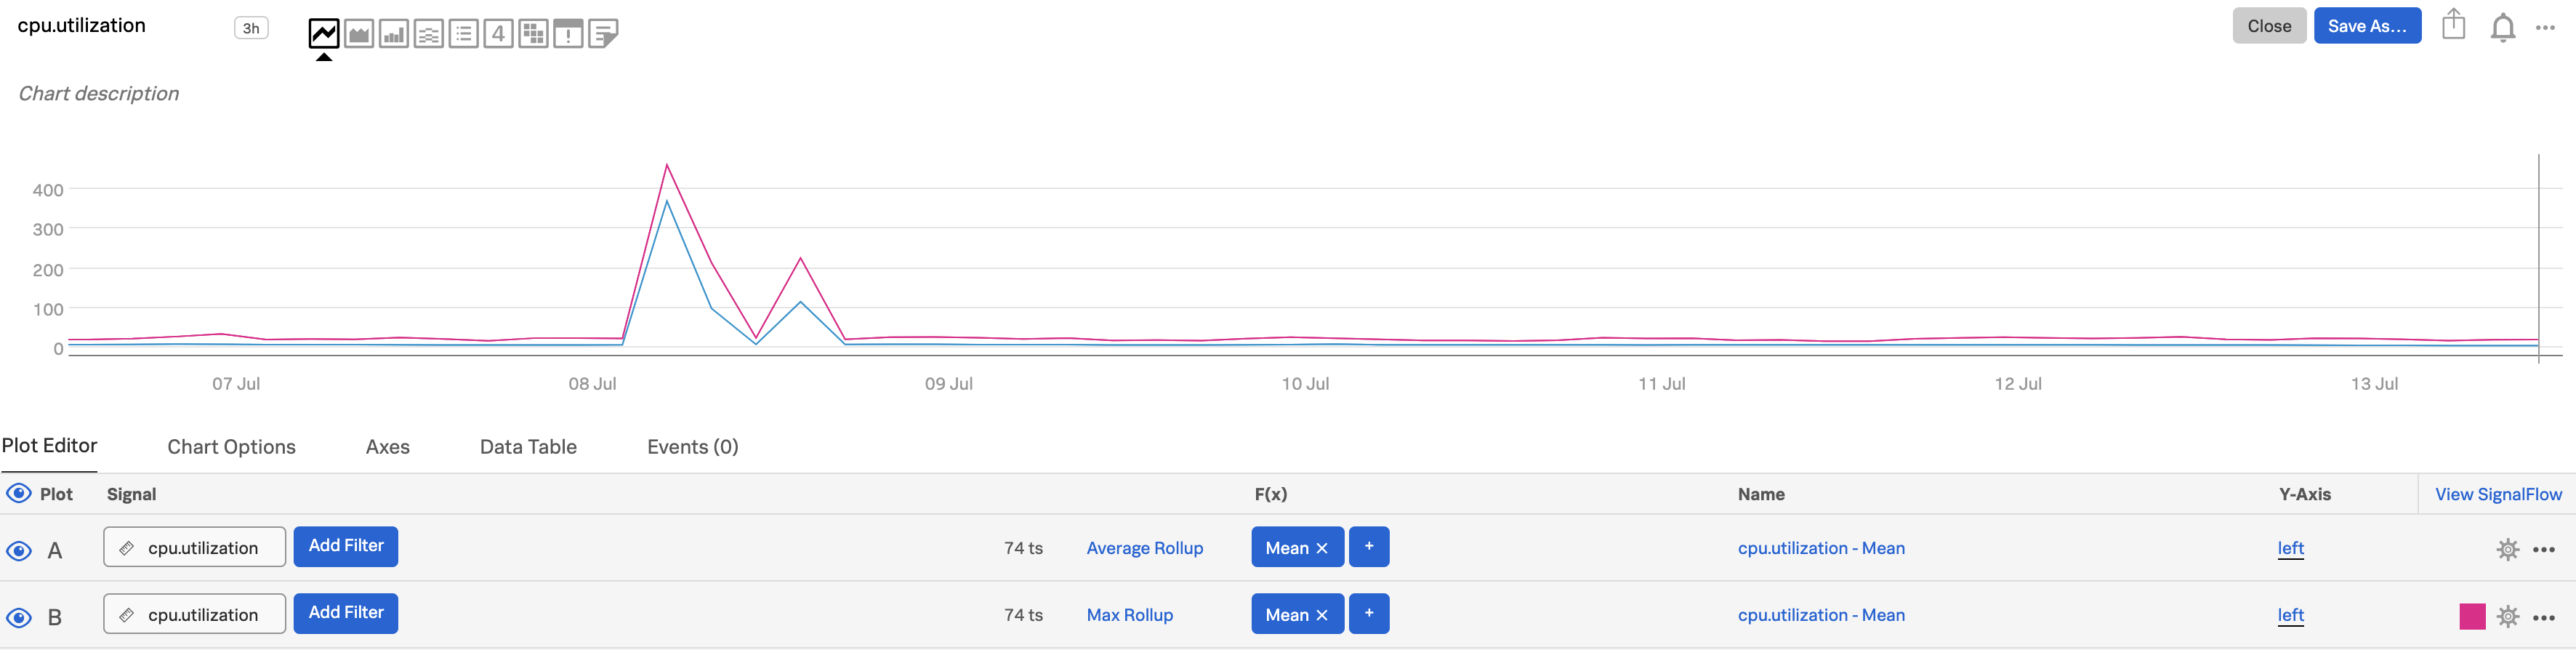 cpu.utilization 3h 4 Close Save As...
Chart description
400
300
200
100
0
07 Jul 08 Jul 09 Jul 10 Jul 11 Jul 12 Jul 13 Jul
Plot Editor Chart Options Axes Data Table Events (0)
Plot Signal F(x) Name Y-Axis View SignalFlow
A cpu.utilization Add Filter 74 ts Average Rollup Mean × + cpu.utilization - Mean left
B cpu.utilization Add Filter 74 ts Max Rollup Mean × + cpu.utilization - Mean left